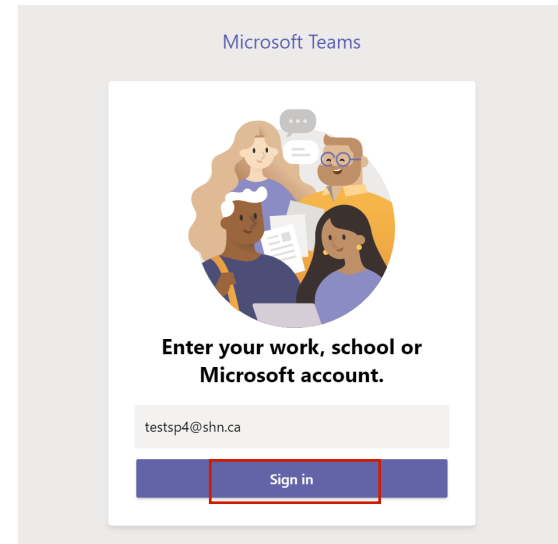 Microsoft Teams
Enter your work, school or
Microsoft account.
testsp4@shn.ca
Sign in